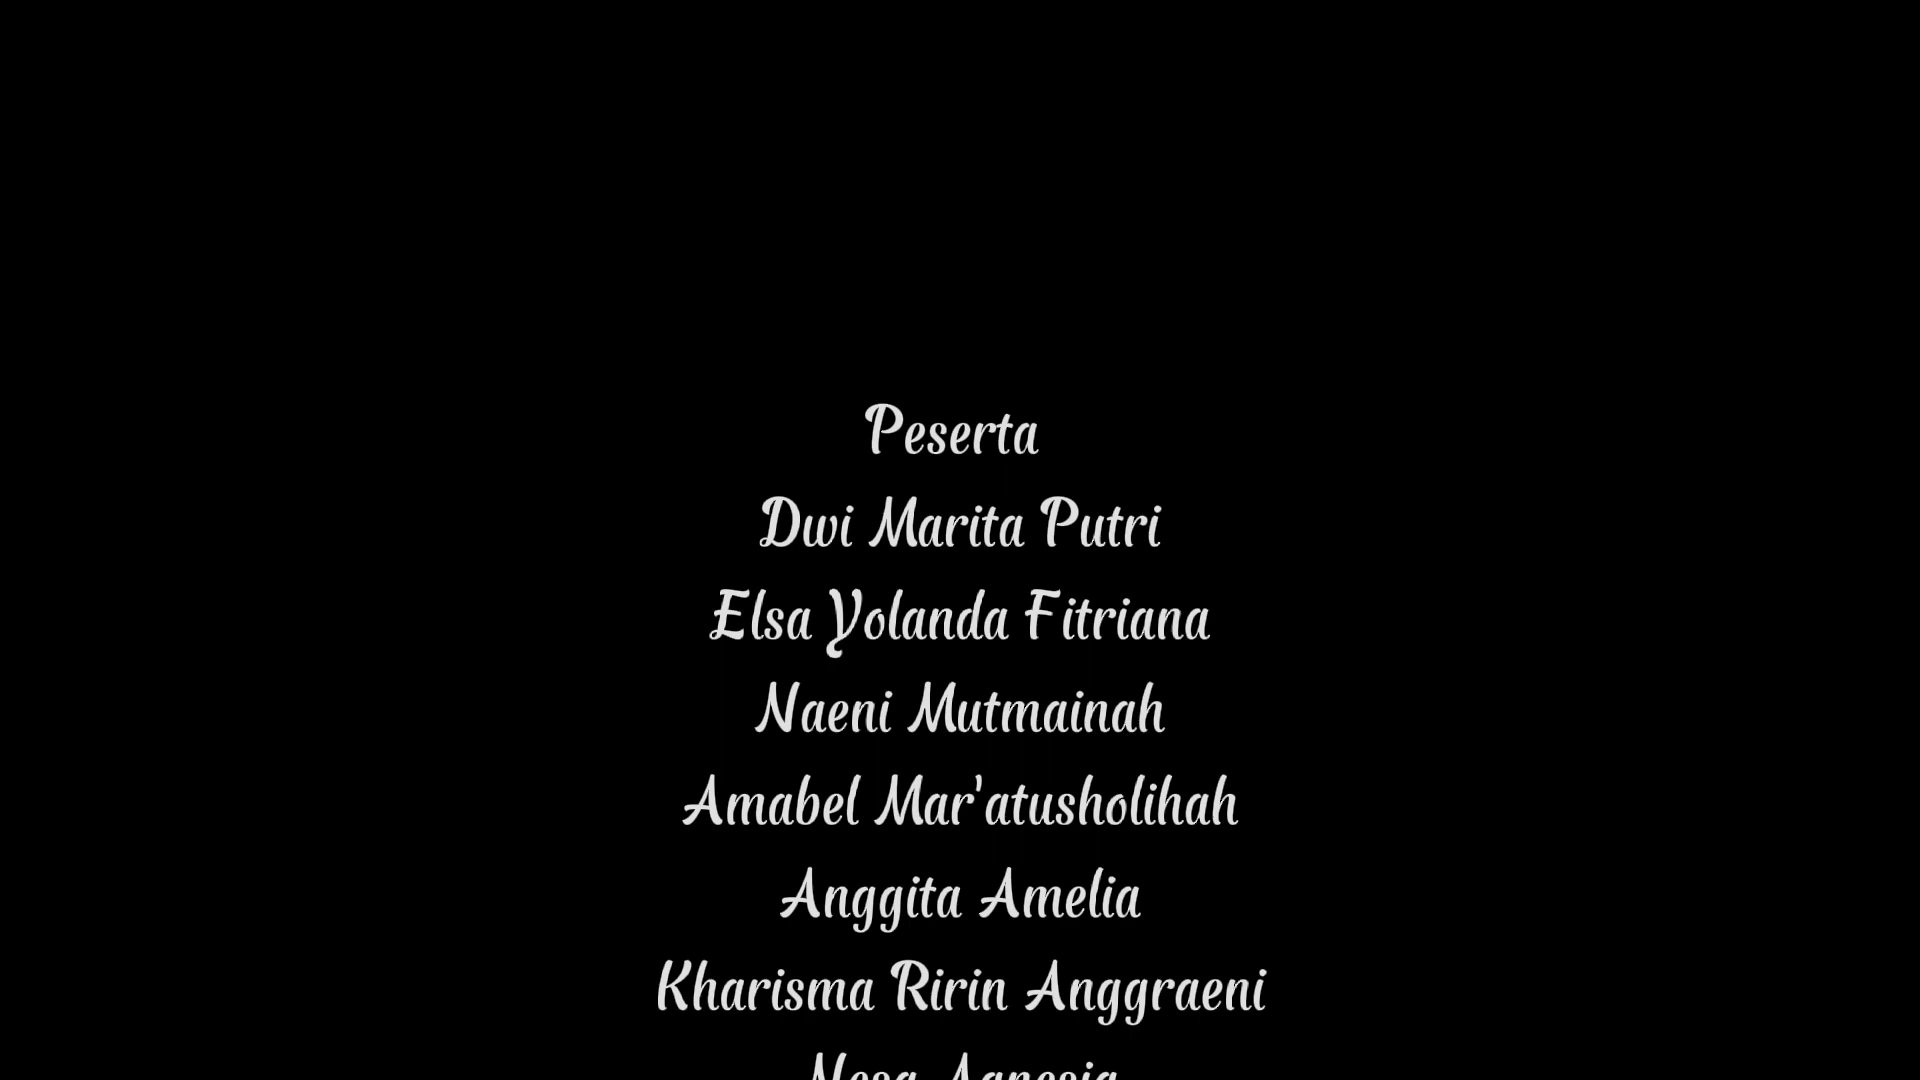 Peserta
Dwi Marita Putri
Elsa Yolanda Fitriana
Naeni Mutmainah
Amabel Mar'atusholihah
Anggita Amelia
Kharisma Ririn Anggraeni